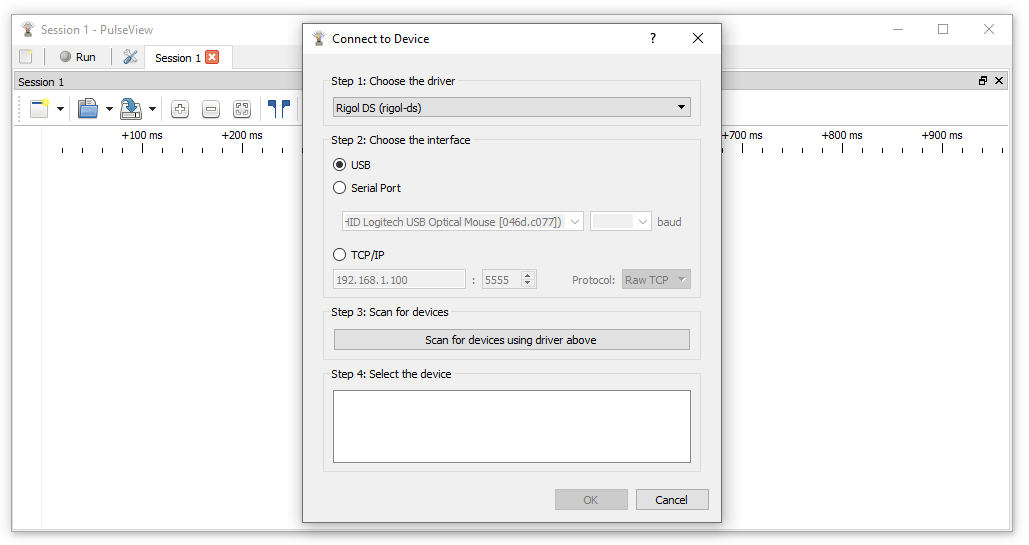 Session 1 - PulseView
Run
Session 1
Session 1
+100 ms
+200 ms
+700 ms
+800 ms
+900 ms
Connect to Device
?
Step 1: Choose the driver
Rigol DS (rigol-ds)
Step 2: Choose the interface
USB
Serial Port
HID Logitech USB Optical Mouse [046d.c077])
baud
TCP/IP
192.168.1.100 : 5555 Protocol: Raw TCP
Step 3: Scan for devices
Scan for devices using driver above
Step 4: Select the device
OK
Cancel